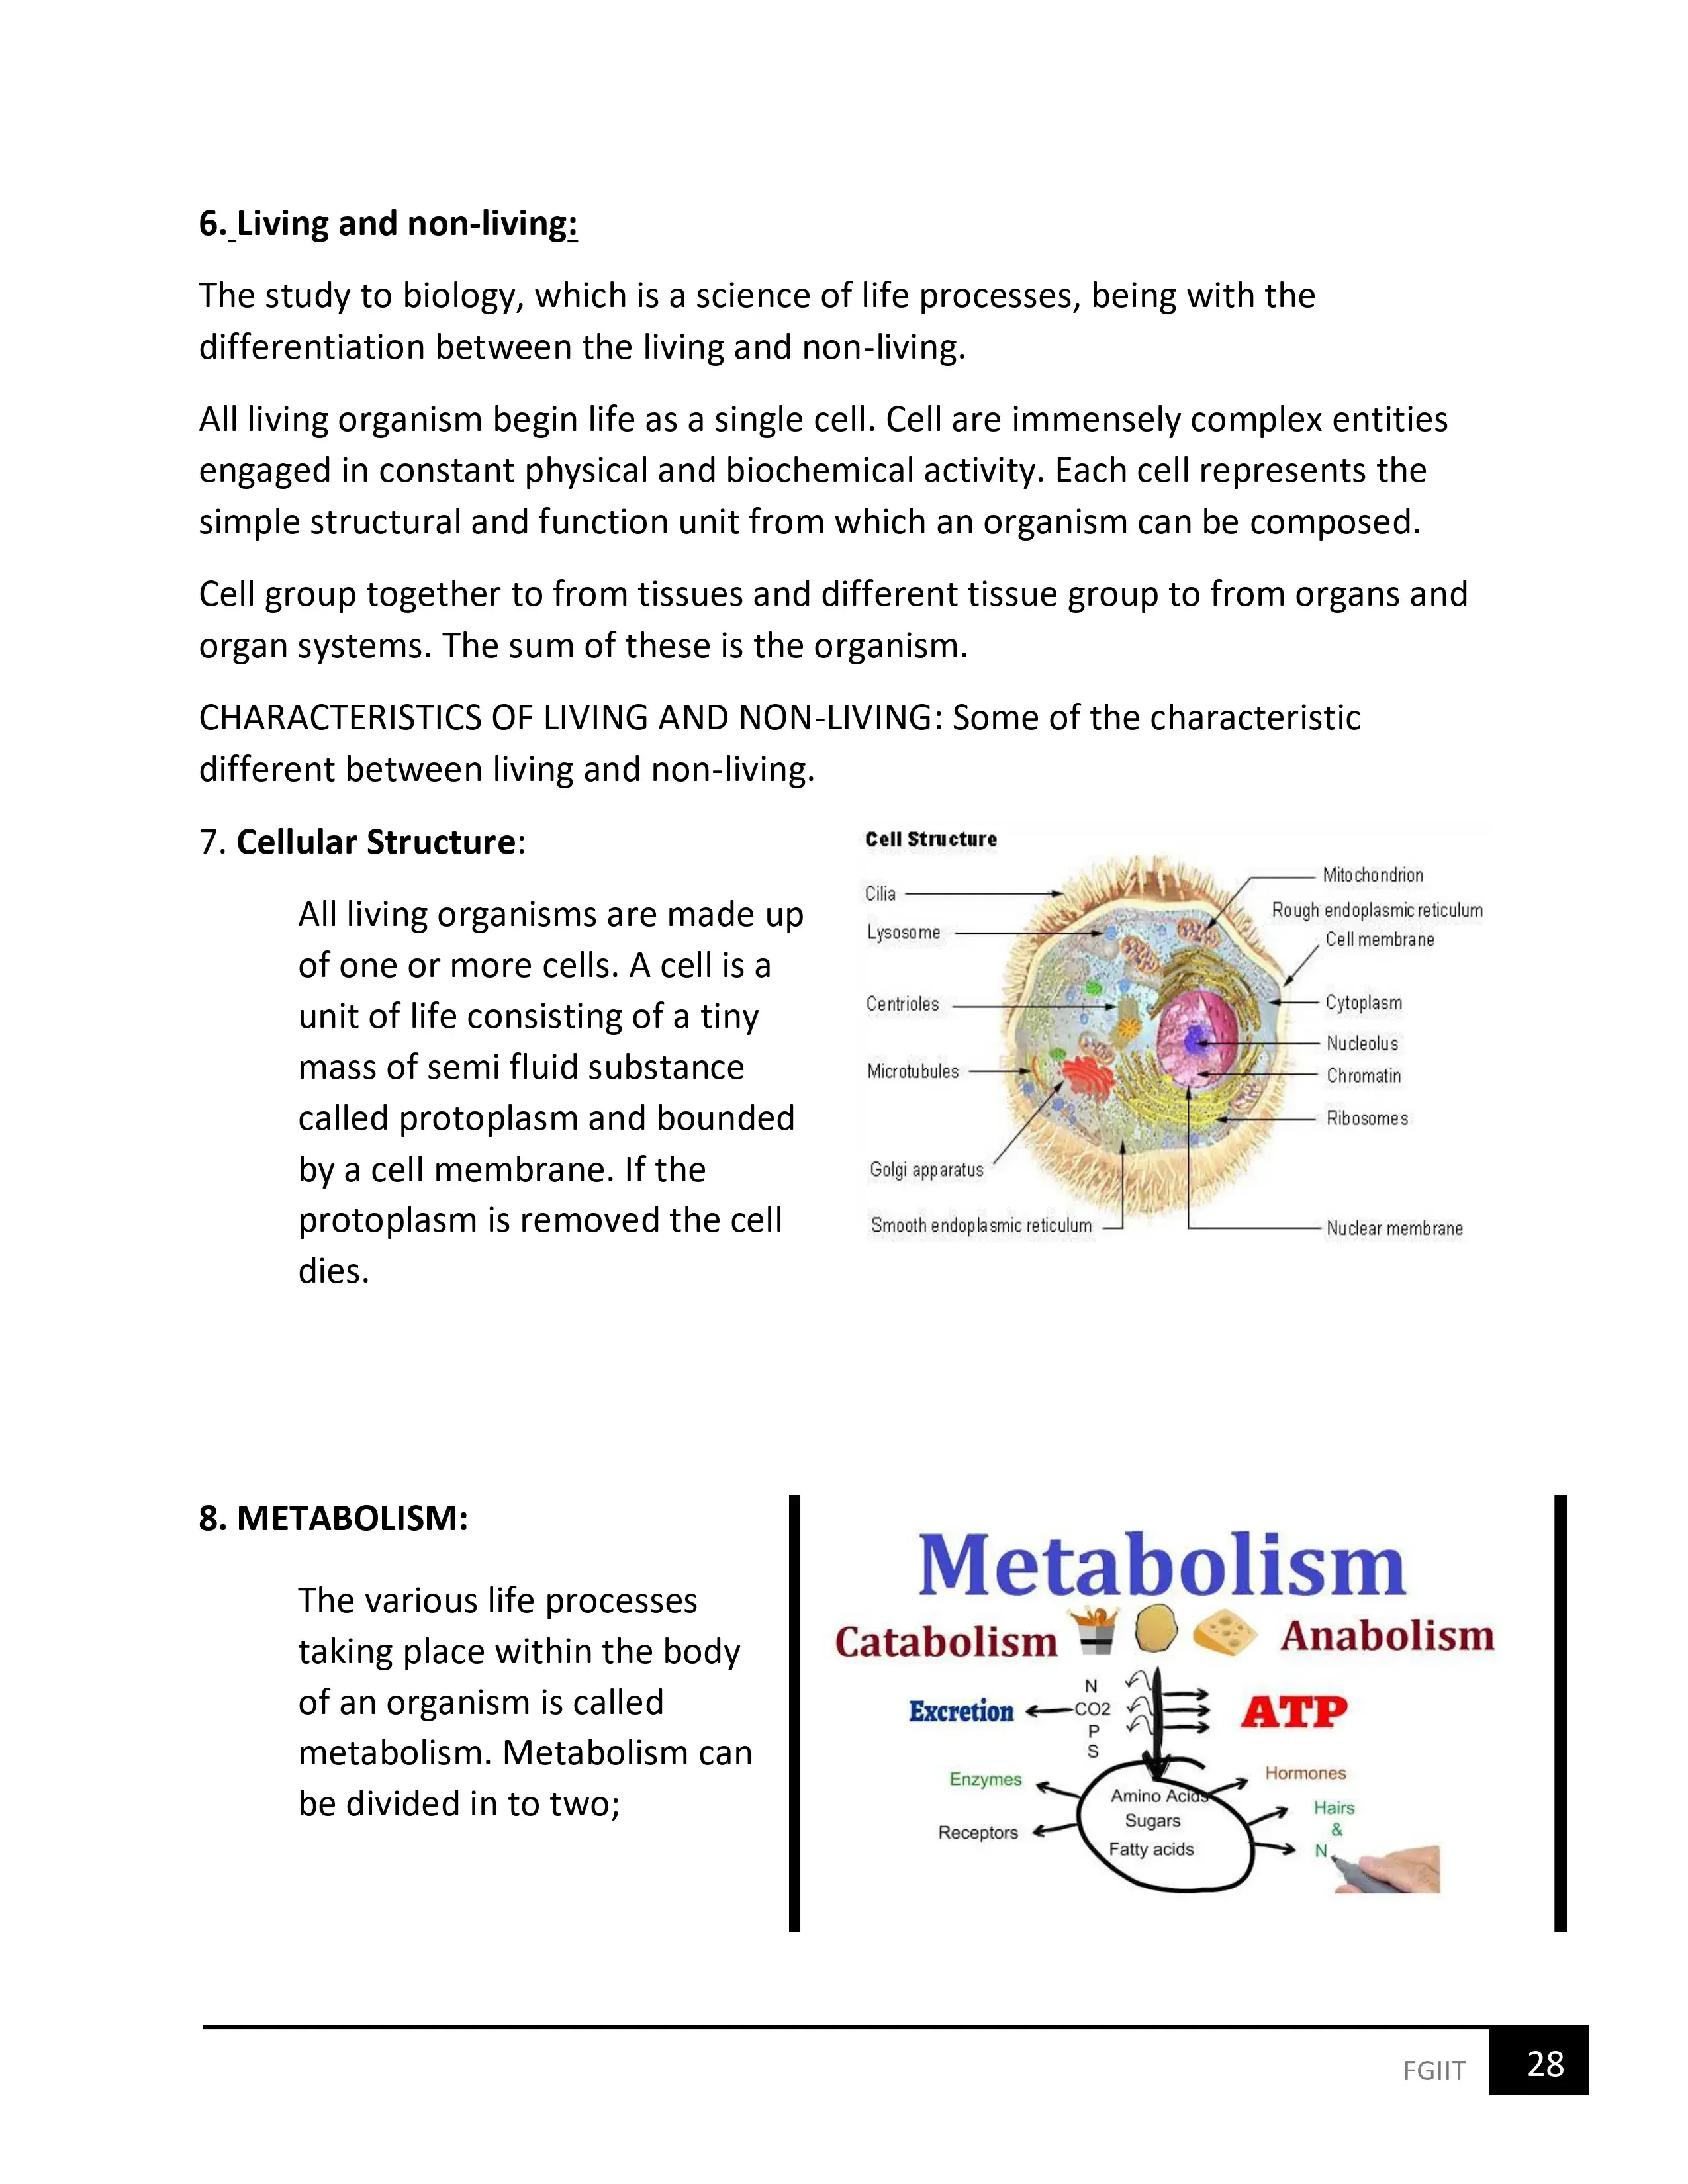 6. Living and non-living:
The study to biology, which is a science of life processes, being with the
differentiation between the living and non-living.
All living organism begin life as a single cell. Cell are immensely complex entities
engaged in constant physical and biochemical activity. Each cell represents the
simple structural and function unit from which an organism can be composed.
Cell group together to from tissues and different tissue group to from organs and
organ systems. The sum of these is the organism.
CHARACTERISTICS OF LIVING AND NON-LIVING: Some of the characteristic
different between living and non-living.
7. Cellular Structure:
All living organisms are made up
of one or more cells. A cell is a
unit of life consisting of a tiny
mass of semi fluid substance
called protoplasm and bounded
by a cell membrane. If the
protoplasm is removed the cell
dies.
Cell Structure
Cilia
Lysosome
Centrioles
Microtubules
Golgi apparatus
Smooth endoplasmic reticulum
Mitochondrion
Rough endoplasmic reticulum
Cell membrane
Cytoplasm
Nucleolus
Chromatin
Ribosomes
Nuclear membrane
8. METABOLISM:
The various life processes
taking place within the body
of an organism is called
metabolism. Metabolism can
be divided in to two;
Metabolism
Catabolism
Anabolism
N
Excretion
CO2
ATP
P
S
Enzymes
Hormones
Amino Acids
Sugars
Fatty acids
Receptors
Hairs
&
N
FGIIT
28